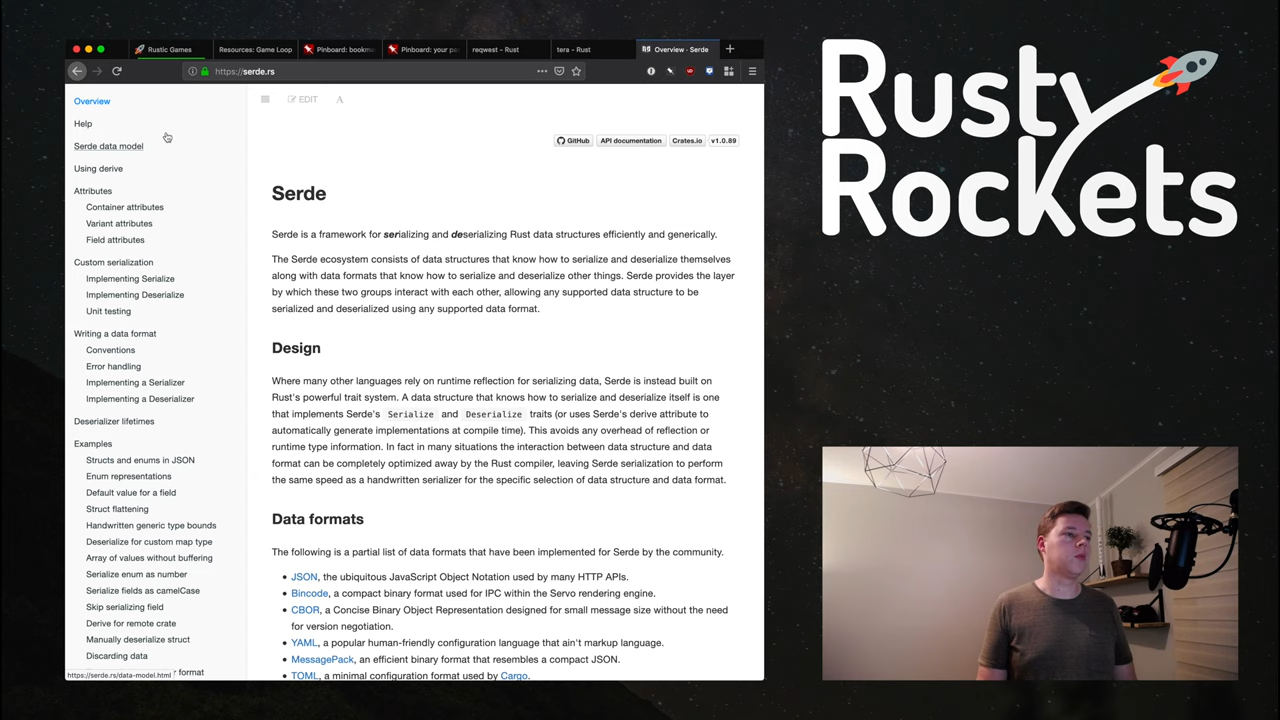 Rustic Games
Resources: Game Loop
Pinboard: bookm
Pinboard: your pa
reqwest – Rust
tera – Rust
Overview · Serde
https://serde.rs
Overview
Help
Serde data model
Using derive
Attributes
Container attributes
Variant attributes
Field attributes
Custom serialization
Implementing Serialize
Implementing Deserialize
Unit testing
Writing a data format
Conventions
Error handling
Implementing a Serializer
Implementing a Deserializer
Deserializer lifetimes
Examples
Structs and enums in JSON
Enum representations
Default value for a field
Struct flattening
Handwritten generic type bounds
Deserialize for custom map type
Array of values without buffering
Serialize enum as number
Serialize fields as camelCase
Skip serializing field
Derive for remote crate
Manually deserialize struct
Discarding data
r format
https://serde.rs/data-model.html
EDIT
A
GitHub
API documentation
Crates.io
v1.0.89
Serde
Serde is a framework for serializing and deserializing Rust data structures efficiently and generically.
The Serde ecosystem consists of data structures that know how to serialize and deserialize themselves
along with data formats that know how to serialize and deserialize other things. Serde provides the layer
by which these two groups interact with each other, allowing any supported data structure to be
serialized and deserialized using any supported data format.
Design
Where many other languages rely on runtime reflection for serializing data, Serde is instead built on
Rust's powerful trait system. A data structure that knows how to serialize and deserialize itself is one
that implements Serde's Serialize and Deserialize traits (or uses Serde's derive attribute to
automatically generate implementations at compile time). This avoids any overhead of reflection or
runtime type information. In fact in many situations the interaction between data structure and data
format can be completely optimized away by the Rust compiler, leaving Serde serialization to perform
the same speed as a handwritten serializer for the specific selection of data structure and data format.
Data formats
The following is a partial list of data formats that have been implemented for Serde by the community.
• JSON, the ubiquitous JavaScript Object Notation used by many HTTP APIs.
• Bincode, a compact binary format used for IPC within the Servo rendering engine.
• CBOR, a Concise Binary Object Representation designed for small message size without the need
for version negotiation.
• YAML, a popular human-friendly configuration language that ain't markup language.
• MessagePack, an efficient binary format that resembles a compact JSON.
• TOML, a minimal configuration format used by Cargo.
Rusty
Rockets